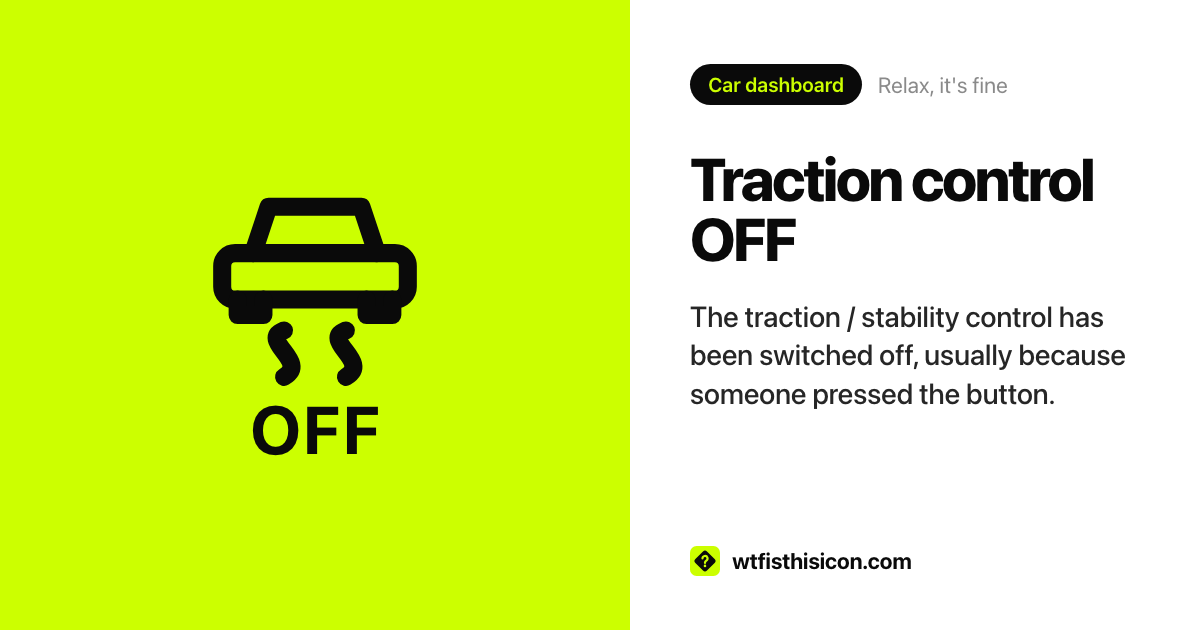 OFF
Car dashboard
Relax, it's fine
Traction control
OFF
The traction / stability control has
been switched off, usually because
someone pressed the button.
?
wtfisthisicon.com